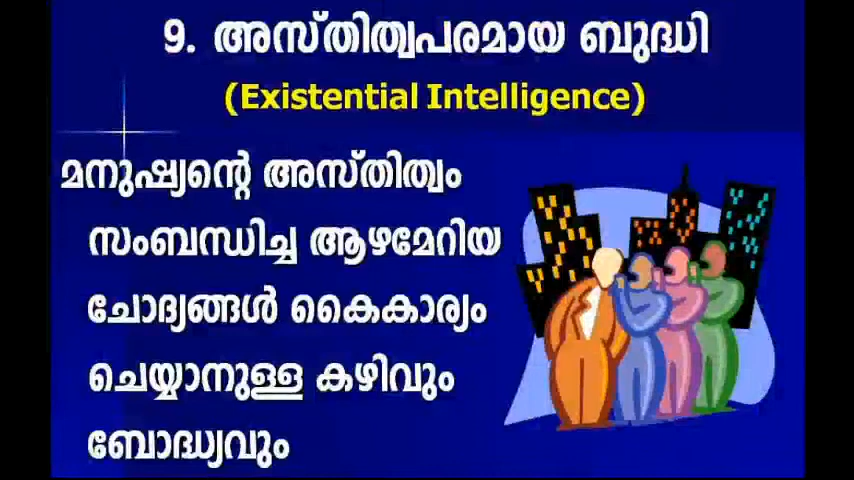 9. അസ്തിത്വപരമായ ബുദ്ധി
(Existential Intelligence)
മനുഷ്യന്റെ അസ്തിത്വം
സംബന്ധിച്ച ആഴമേറിയ
ചോദ്യങ്ങൾ കൈകാര്യം
ചെയ്യാനുള്ള കഴിവും
ബോദ്ധ്യവും